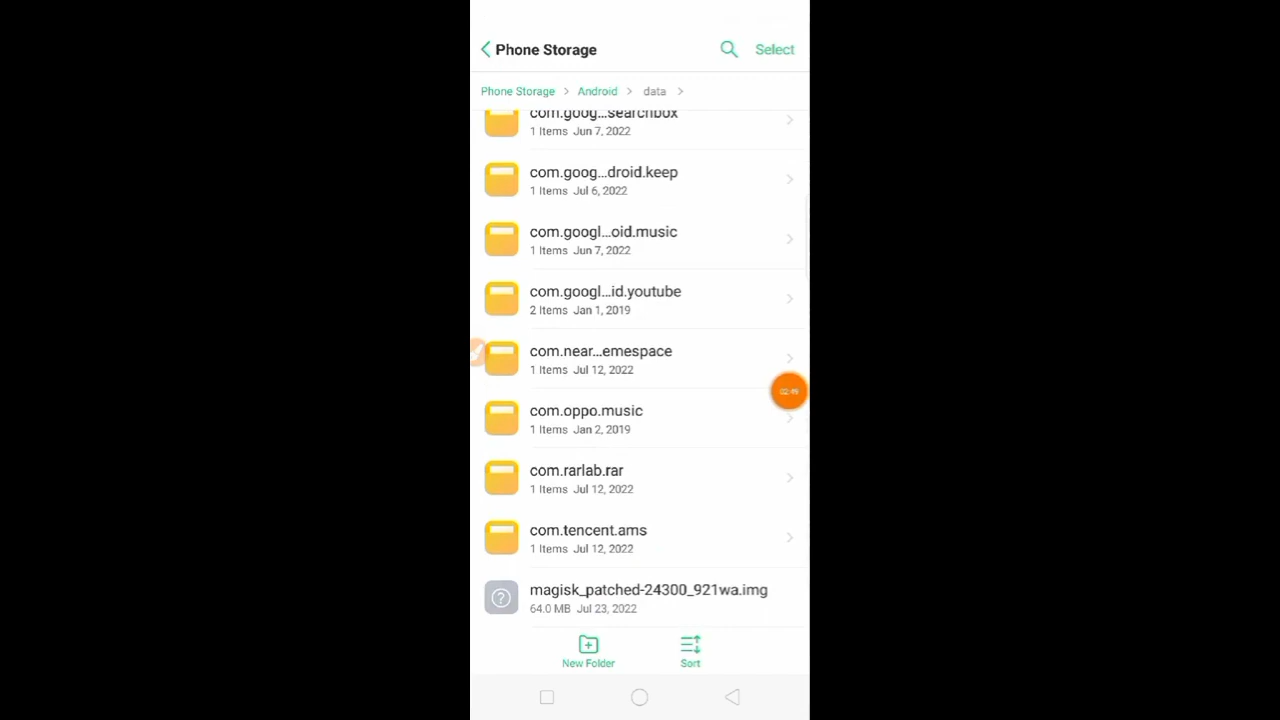 Phone Storage
Select
Phone Storage > Android > data >
com.goog...searchbox
1 Items Jun 7, 2022
com.goog...droid.keep
1 Items Jul 6, 2022
com.googl...oid.music
1 Items Jun 7, 2022
com.googl...id.youtube
2 Items Jan 1, 2019
com.near...emespace
1 Items Jul 12, 2022
com.oppo.music
1 Items Jan 2, 2019
com.rarlab.rar
1 Items Jul 12, 2022
com.tencent.ams
1 Items Jul 12, 2022
magisk_patched-24300_921wa.img
64.0 MB Jul 23, 2022
New Folder
Sort